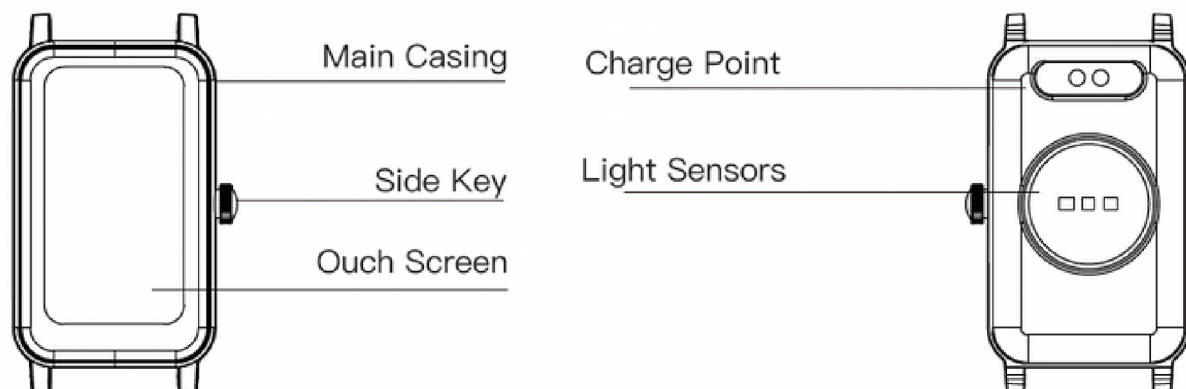 Main Casing
Side Key
Ouch Screen
Charge Point
Light Sensors